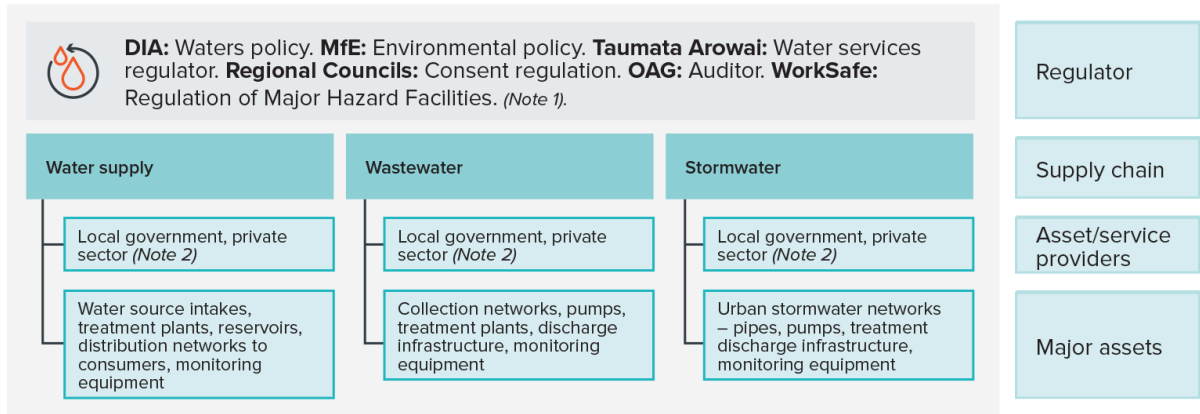 DIA: Waters policy. MfE: Environmental policy. Taumata Arowai: Water services
regulator. Regional Councils: Consent regulation. OAG: Auditor. WorkSafe:
Regulation of Major Hazard Facilities. (Note 1).
Regulator
Water supply
Wastewater
Stormwater
Supply chain
Local government, private
sector (Note 2)
Local government, private
sector (Note 2)
Local government, private
sector (Note 2)
Asset/service
providers
Water source intakes,
treatment plants, reservoirs,
distribution networks to
consumers, monitoring
equipment
Collection networks, pumps,
treatment plants, discharge
infrastructure, monitoring
equipment
Urban stormwater networks
– pipes, pumps, treatment
discharge infrastructure,
monitoring equipment
Major assets